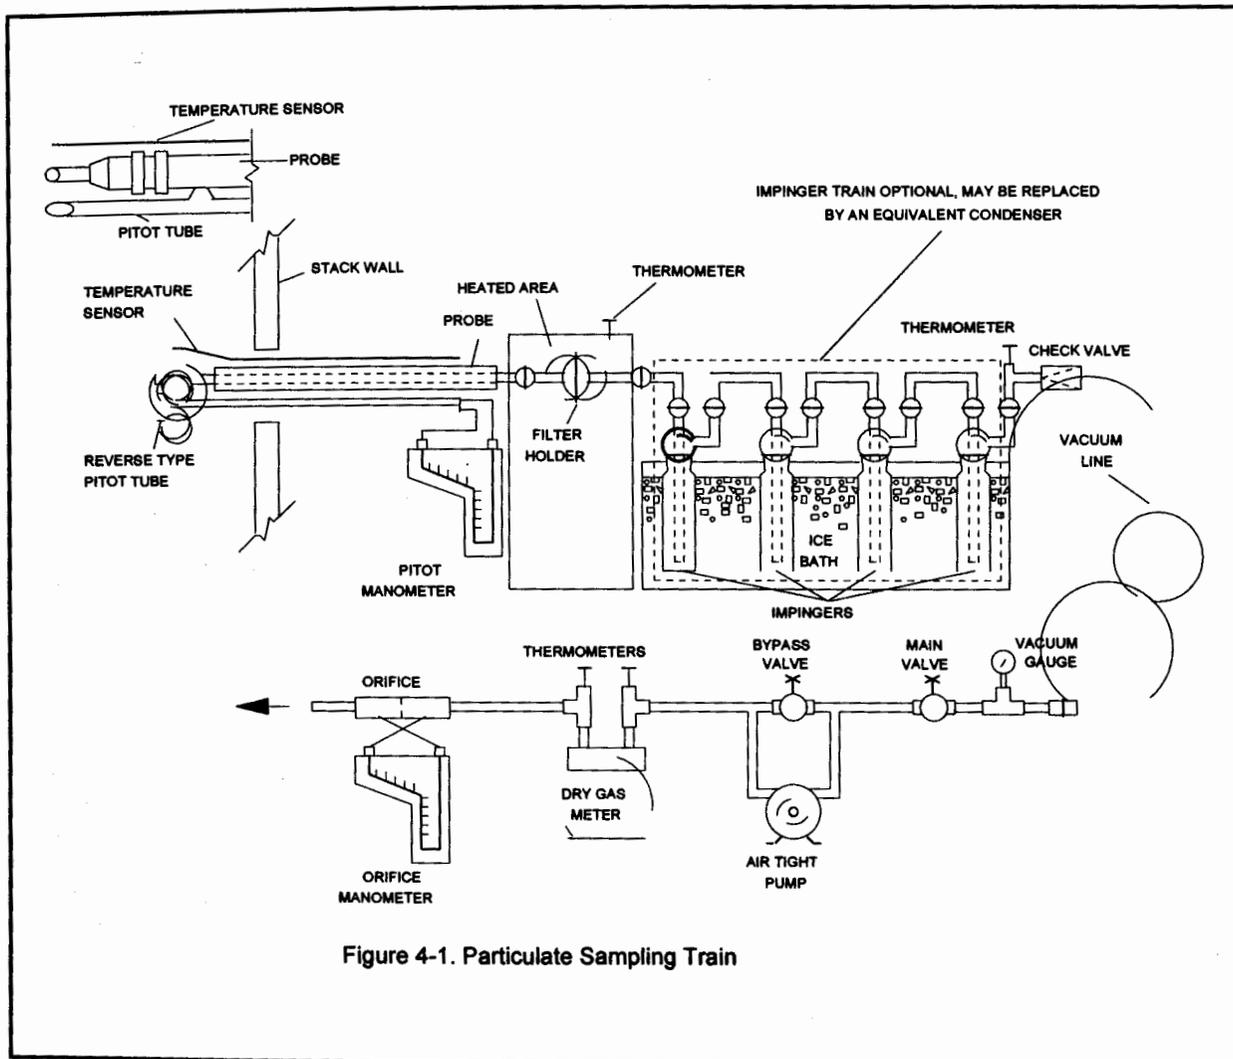 TEMPERATURE SENSOR
PROBE
PITOT TUBE
IMPINGER TRAIN OPTIONAL, MAY BE REPLACED
BY AN EQUIVALENT CONDENSER
STACK WALL
TEMPERATURE
SENSOR
HEATED AREA
THERMOMETER
PROBE
THERMOMETER
CHECK VALVE
REVERSE TYPE
PITOT TUBE
FILTER
HOLDER
VACUUM
LINE
ICE
BATH
PITOT
MANOMETER
IMPINGERS
THERMOMETERS
BYPASS
VALVE
MAIN
VALVE
VACUUM
GAUGE
ORIFICE
DRY GAS
METER
AIR TIGHT
PUMP
ORIFICE
MANOMETER
Figure 4-1. Particulate Sampling Train